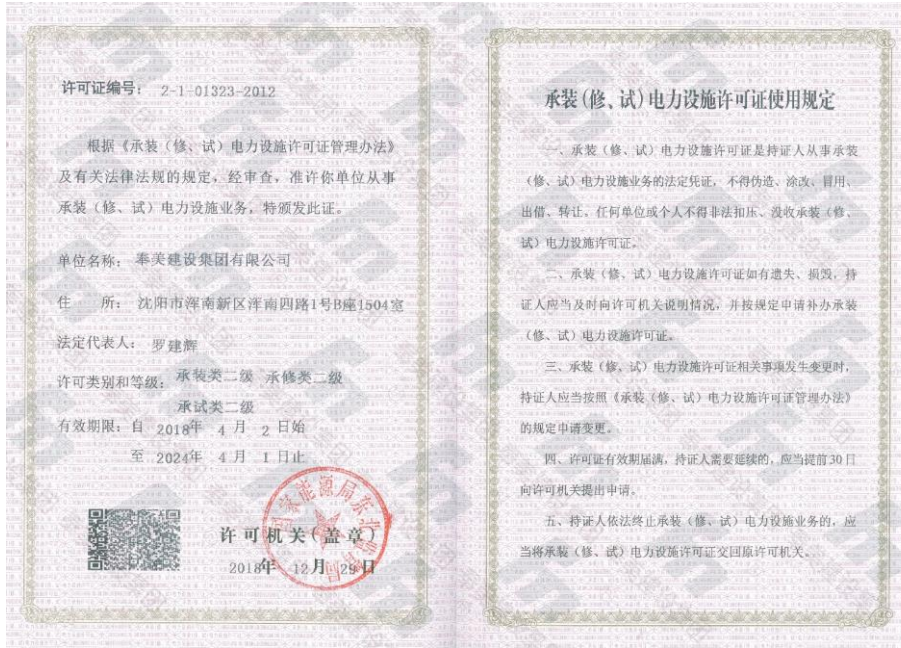 许可证编号： 2-1-01323-2012
根据《承装（修、试）电力设施许可证管理办法》
及有关法律法规的规定，经审查，准许你单位从事
承装（修、试）电力设施业务，特颁发此证。
单位名称： 奉美建设集团有限公司
住 所： 沈阳市浑南新区浑南四路1号B座1504室
法定代表人： 罗建辉
许可类别和等级： 承装类二级 承修类二级
承试类二级
有效期限：自 2018年 4 月 2 日始
至 2024年 4 月 1 日止
国家能源局东北监管局
许可机关(盖章)
2018年 12月 29日
承装(修、试)电力设施许可证使用规定
一、承装（修、试）电力设施许可证是持证人从事承装
（修、试）电力设施业务的法定凭证，不得伪造、涂改、冒用、
出借、转让，任何单位或个人不得非法扣压、没收承装（修、
试）电力设施许可证。
二、承装（修、试）电力设施许可证如有遗失、损毁，持
证人应当及时向许可机关说明情况，并按规定申请补办承装
（修、试）电力设施许可证。
三、承装（修、试）电力设施许可证相关事项发生变更时，
持证人应当按照《承装（修、试）电力设施许可证管理办法》
的规定申请变更。
四、许可证有效期届满，持证人需要延续的，应当提前30日
向许可机关提出申请。
五、持证人依法终止承装（修、试）电力设施业务的，应
当将承装（修、试）电力设施许可证交回原许可机关。